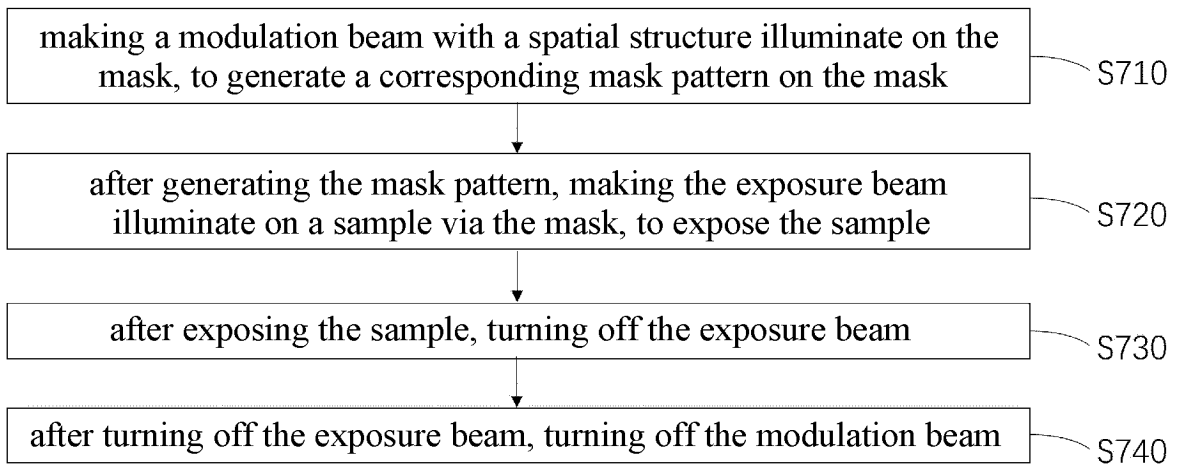 making a modulation beam with a spatial structure illuminate on the
mask, to generate a corresponding mask pattern on the mask
S710
after generating the mask pattern, making the exposure beam
illuminate on a sample via the mask, to expose the sample
S720
after exposing the sample, turning off the exposure beam
S730
after turning off the exposure beam, turning off the modulation beam
S740